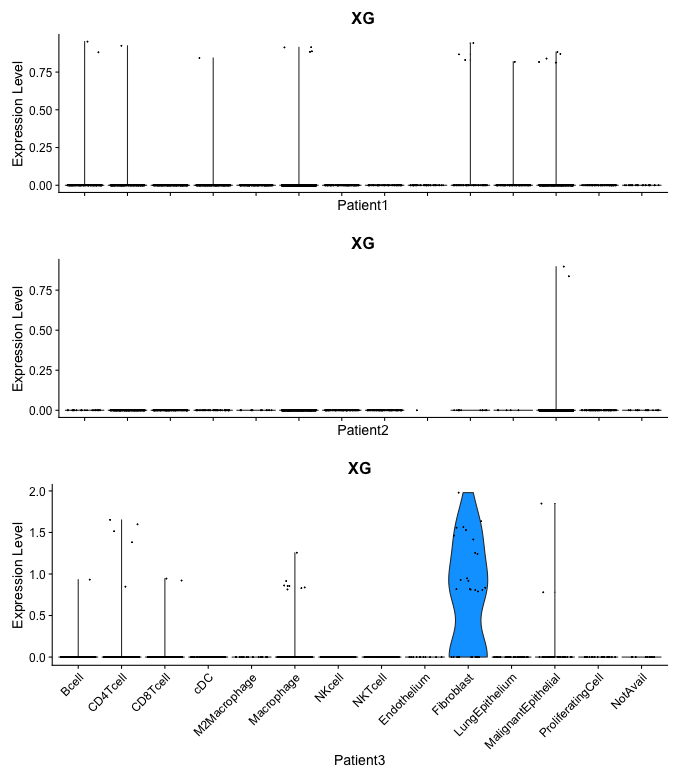 XG
Expression Level
0.75
0.50
0.25
0.00
Patient1
XG
Expression Level
0.75
0.50
0.25
0.00
Patient2
XG
Expression Level
2.0
1.5
1.0
0.5
0.0
Bcell
CD4Tcell
CD8Tcell
cDC
M2Macrophage
Macrophage
NKcell
NKTcell
Endothelium
Fibroblast
LungEpithelium
MalignantEpithelial
ProliferatingCell
NotAvail
Patient3